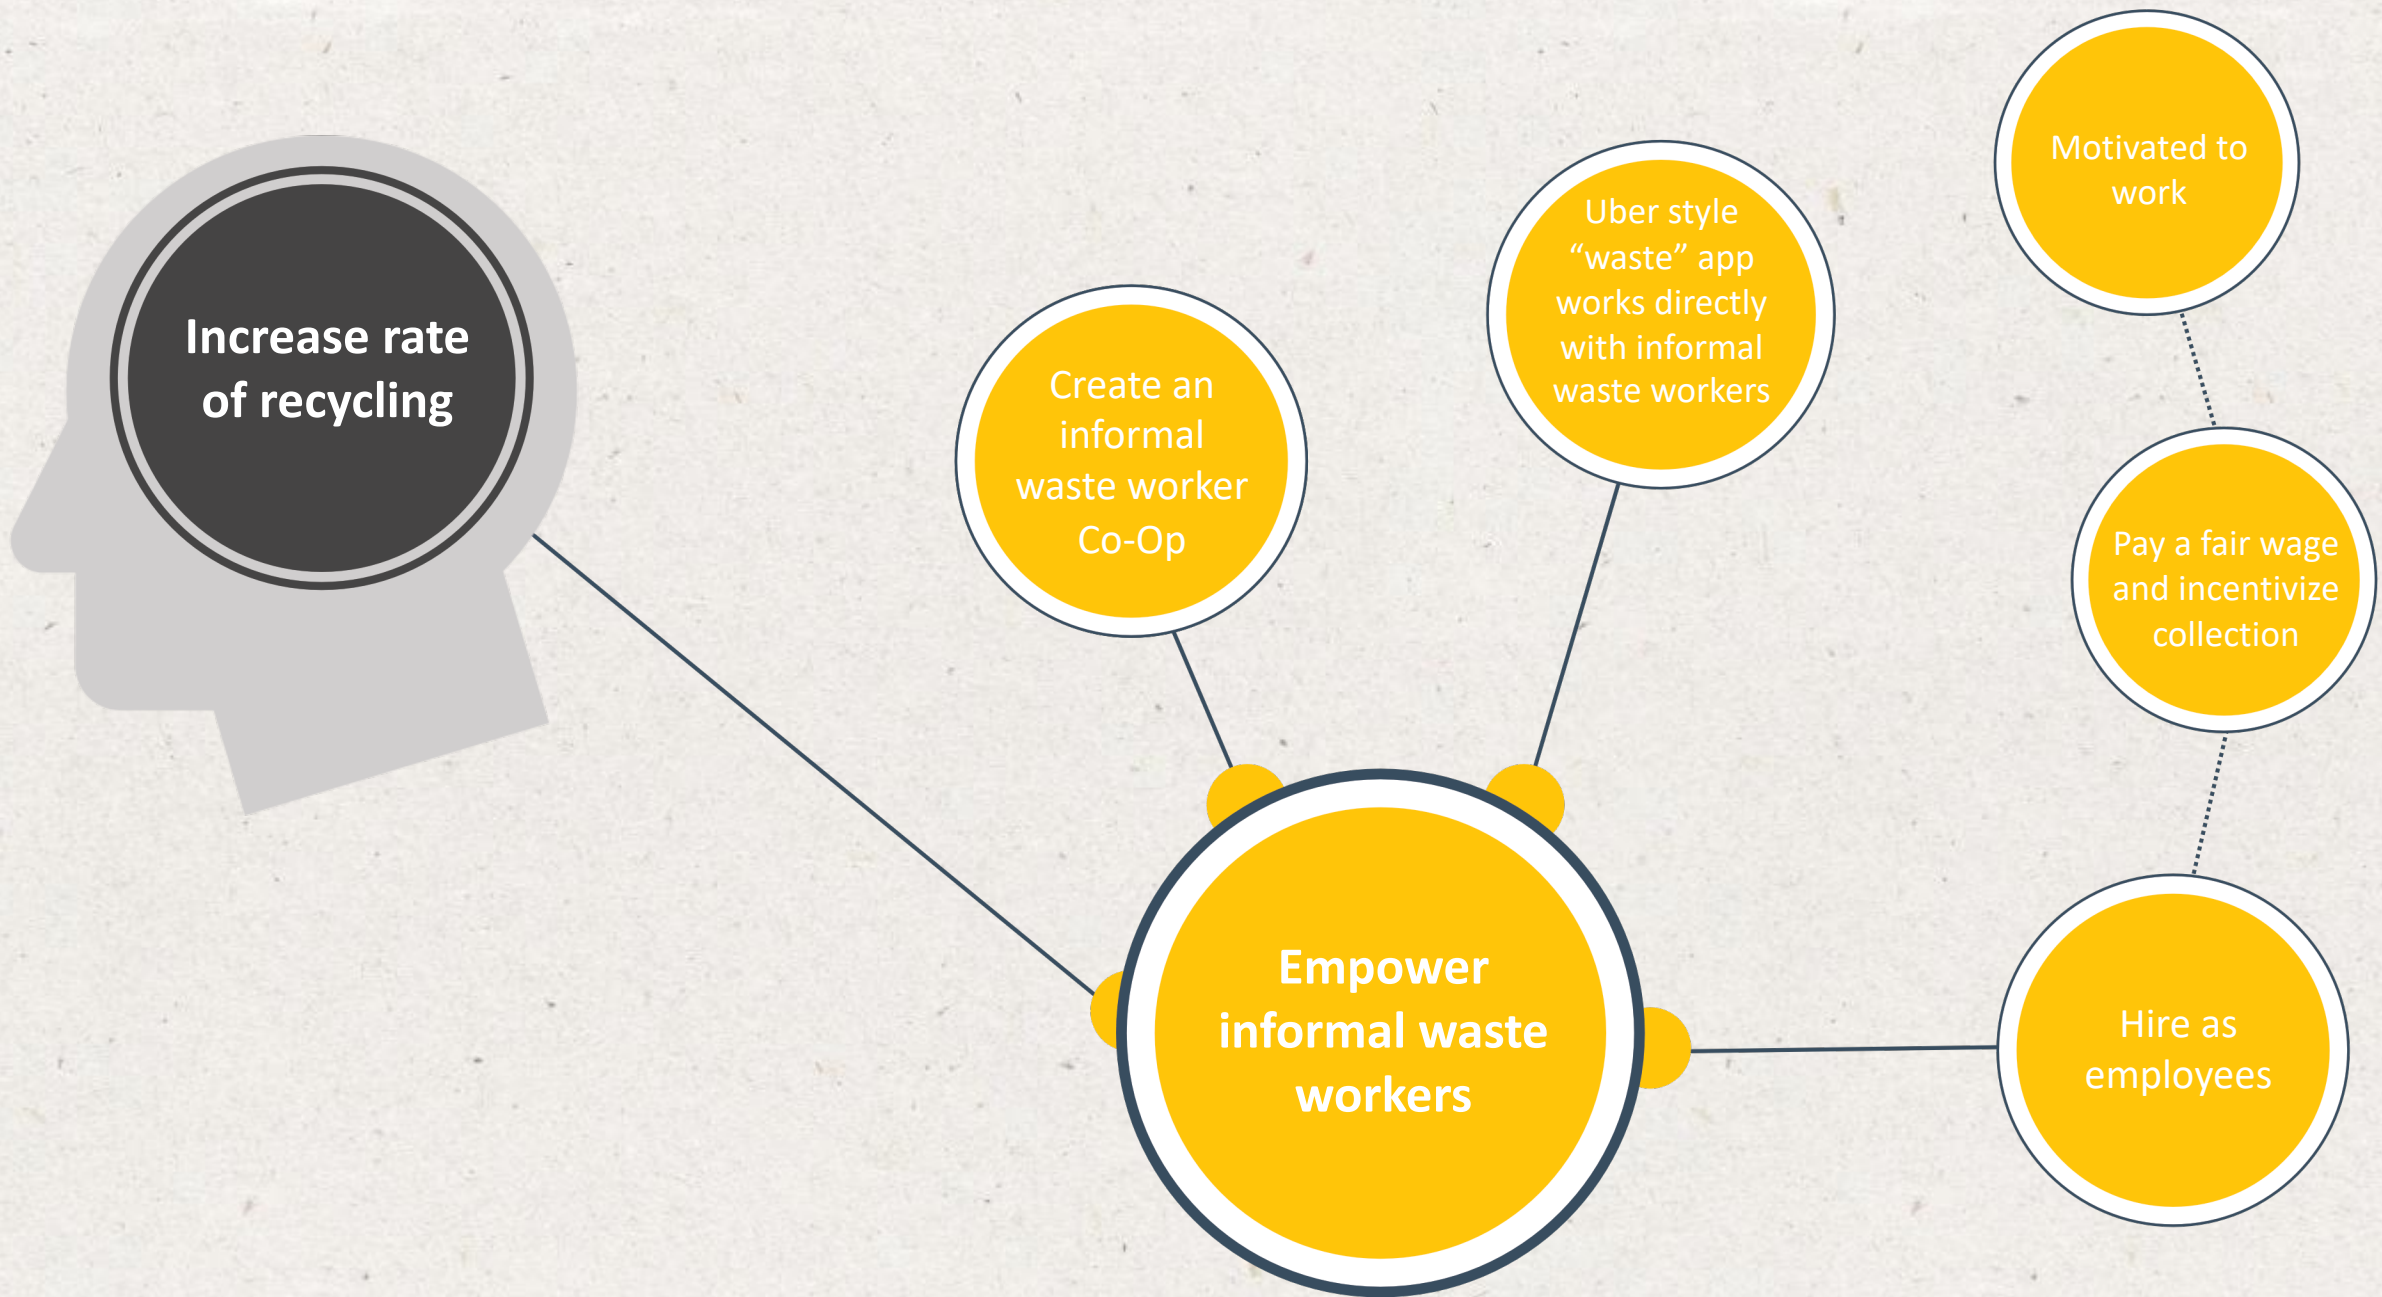 Increase rate
of recycling
Create an
informal
waste worker
Co-Op
Uber style
“waste” app
works directly
with informal
waste workers
Motivated to
work
Pay a fair wage
and incentivize
collection
Empower
informal waste
workers
Hire as
employees